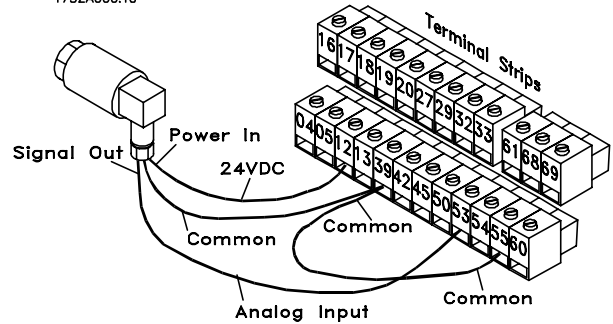 Terminal Strips
16 17 18 19 20 27 29 32 33
61 68 69
04 05 12 13 39 42 45 50 53 54 55 60
Power In
Signal Out
24VDC
Common
Common
Analog Input
Common